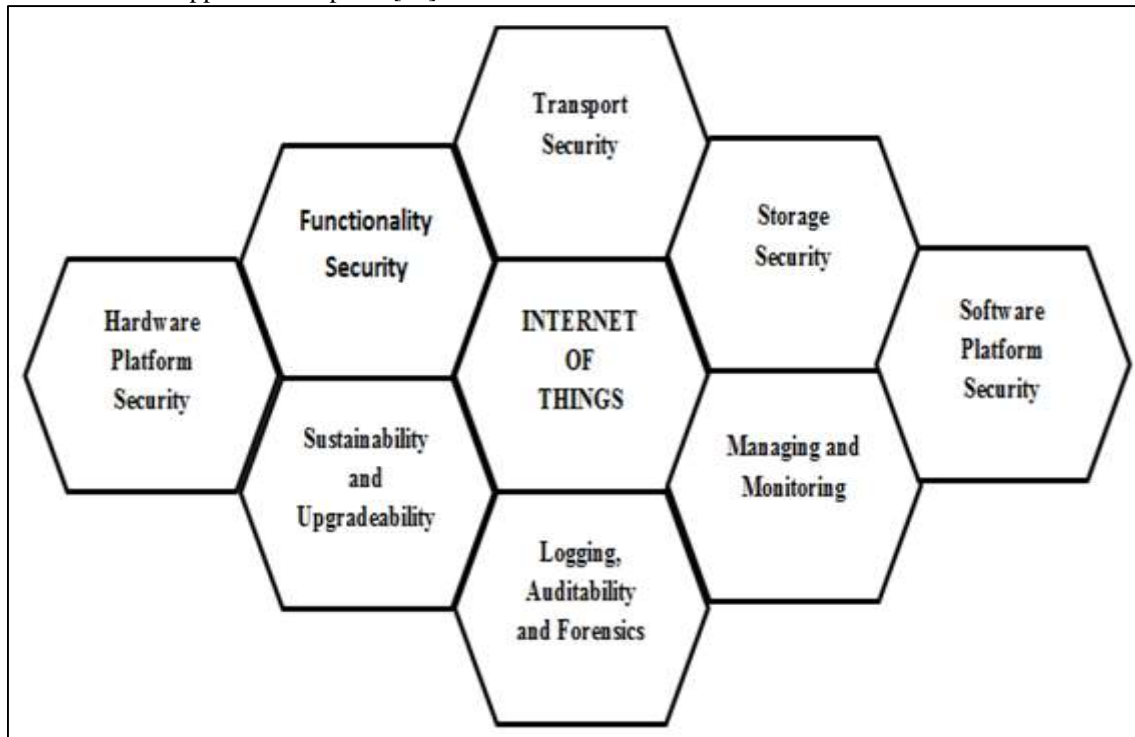 Transport
Security
Functionality
Security
Storage
Security
Hardware
Platform
Security
INTERNET
OF
THINGS
Software
Platform
Security
Sustainability
and
Upgradeability
Managing and
Monitoring
Logging,
Auditability
and Forensics